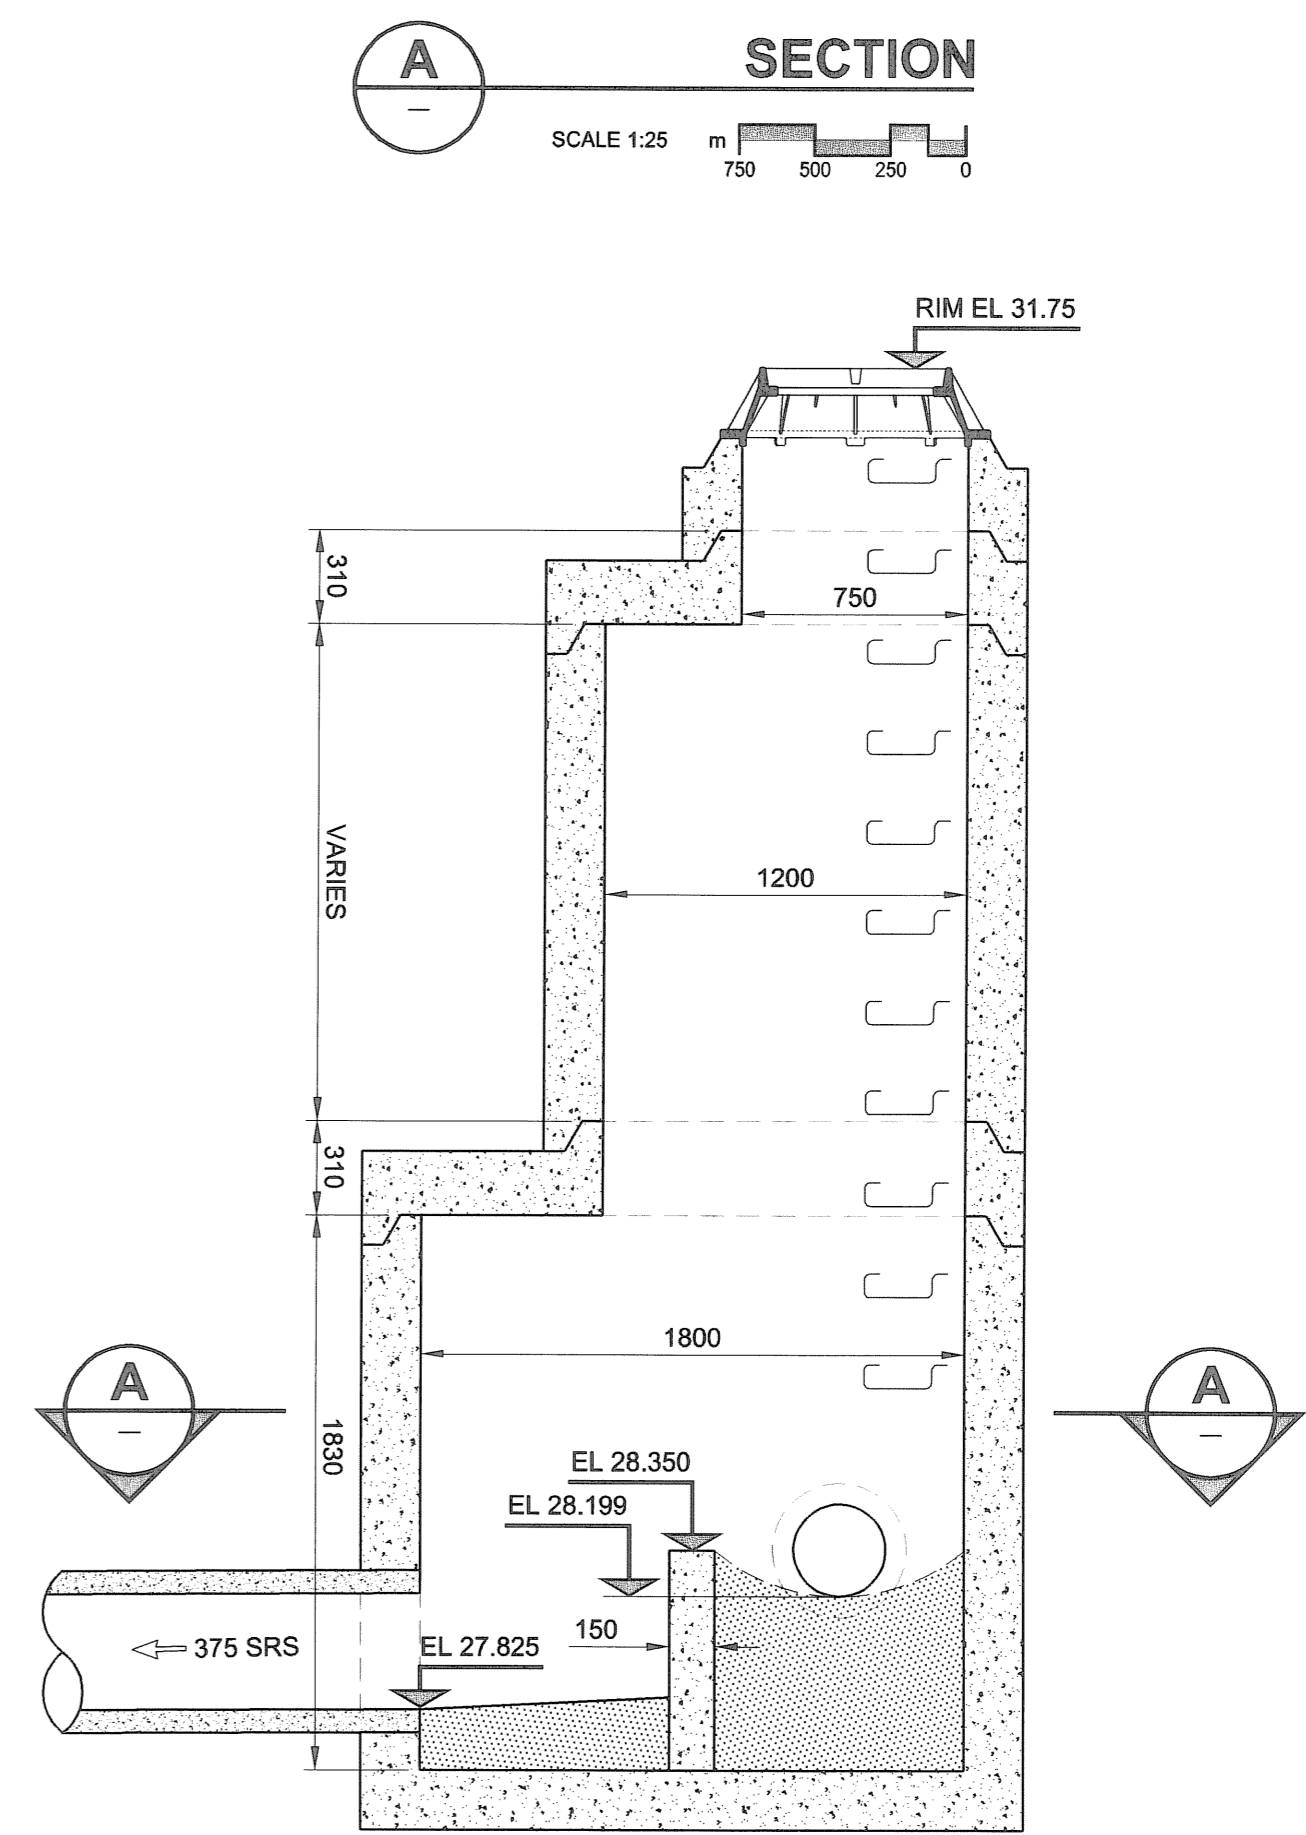 A
SECTION
—
SCALE 1:25
m
750 500 250 0
RIM EL 31.75
310
750
VARIES
1200
310
1800
A
—
A
—
1830
EL 28.350
EL 28.199
150
375 SRS
EL 27.825